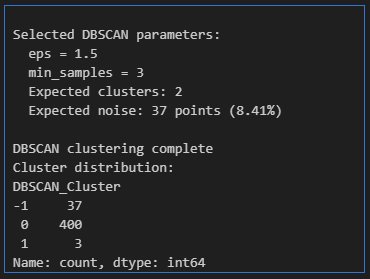 Selected DBSCAN parameters:
eps = 1.5
min_samples = 3
Expected clusters: 2
Expected noise: 37 points (8.41%)
DBSCAN clustering complete
Cluster distribution:
DBSCAN_Cluster
-1     37
0    400
1      3
Name: count, dtype: int64